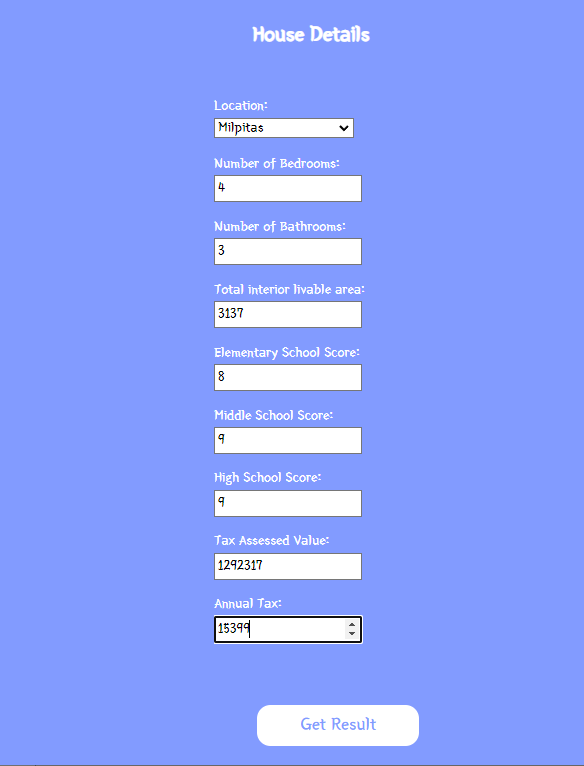 House Details
Location:
Milpitas
Number of Bedrooms:
4
Number of Bathrooms:
3
Total interior livable area:
3137
Elementary School Score:
8
Middle School Score:
9
High School Score:
9
Tax Assessed Value:
1292317
Annual Tax:
15399
Get Result